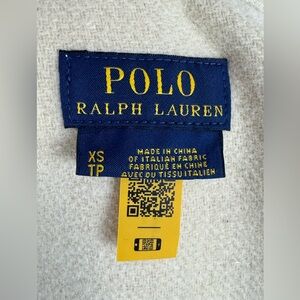 POLO
RALPH LAUREN
XS
TP
MADE IN CHINA
OF ITALIAN FABRIC
FABRIQUÉ EN CHINE
AVEC DU TISSU ITALIEN